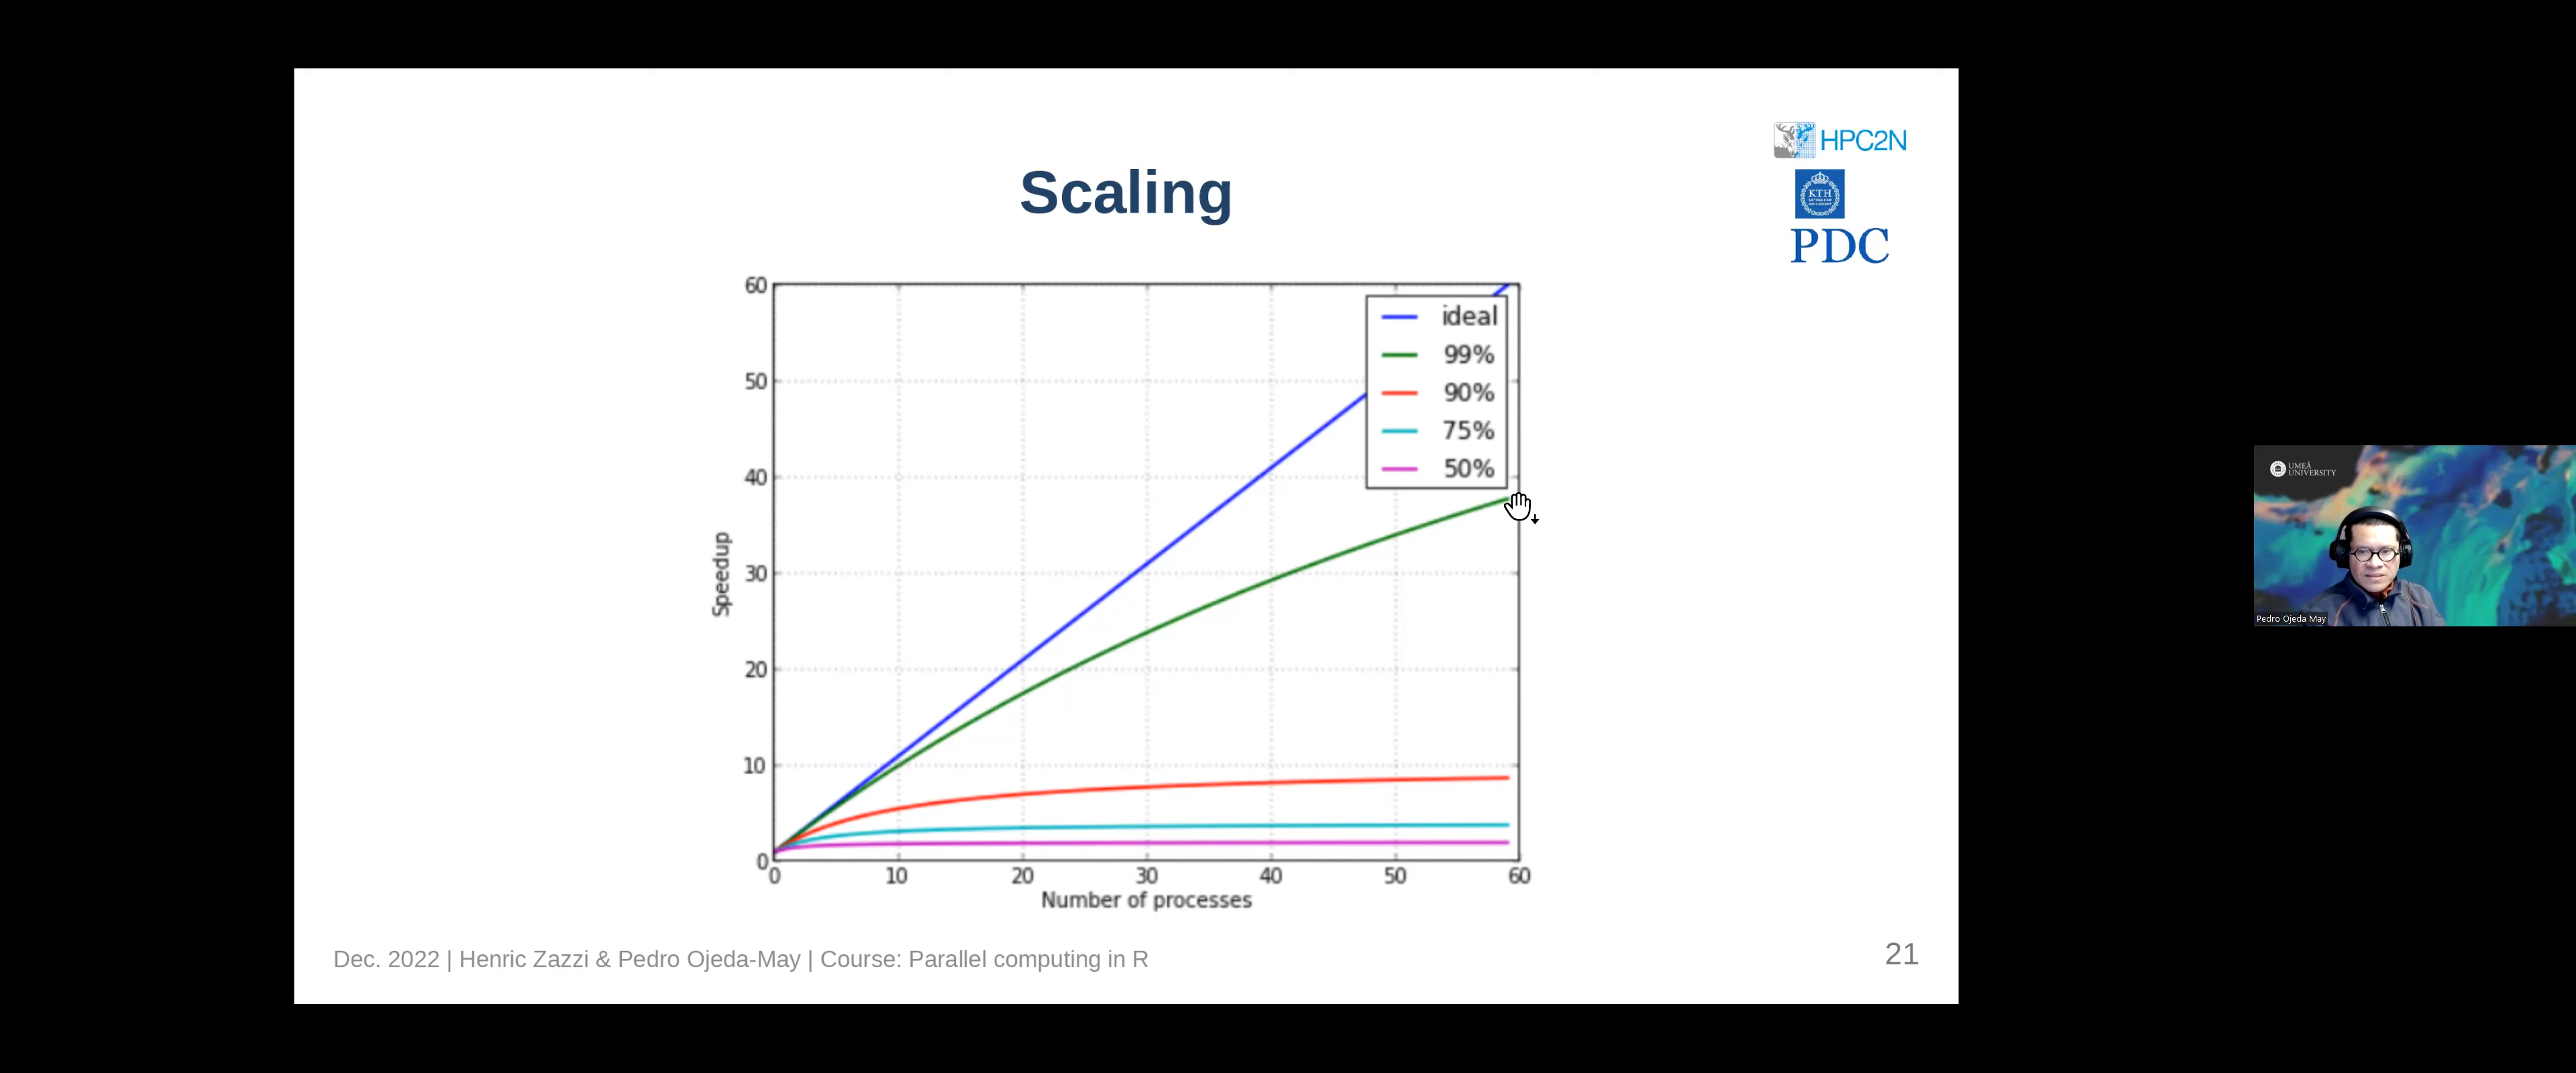 HPC2N
KTH
PDC
Scaling
60
50
40
30
20
10
0
Speedup
ideal
99%
90%
75%
50%
0 10 20 30 40 50 60
Number of processes
Dec. 2022 | Henric Zazzi & Pedro Ojeda-May | Course: Parallel computing in R
21
UMEÅ
UNIVERSITY
Pedro Ojeda May